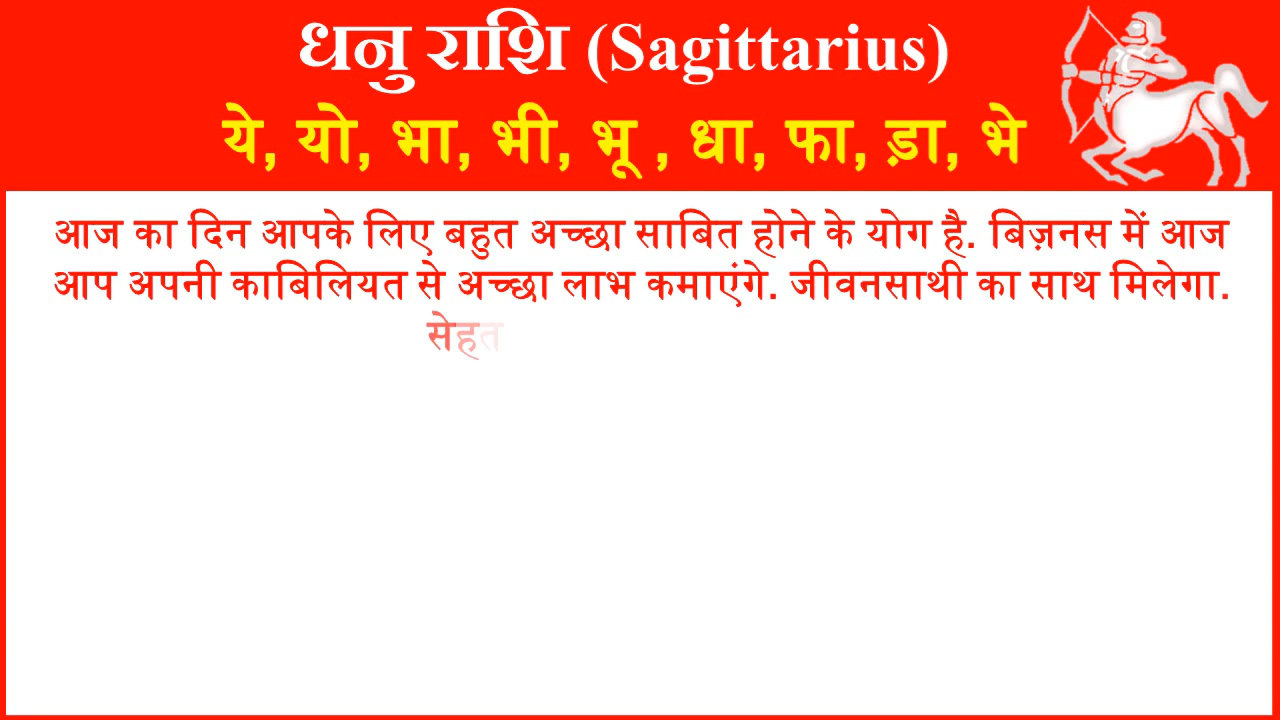 धनु राशि (Sagittarius)
ये, यो, भा, भी, भू , धा, फा, ड़ा, भे
आज का दिन आपके लिए बहुत अच्छा साबित होने के योग है. बिज़नस में आज
आप अपनी काबिलियत से अच्छा लाभ कमाएंगे. जीवनसाथी का साथ मिलेगा.
सेहत